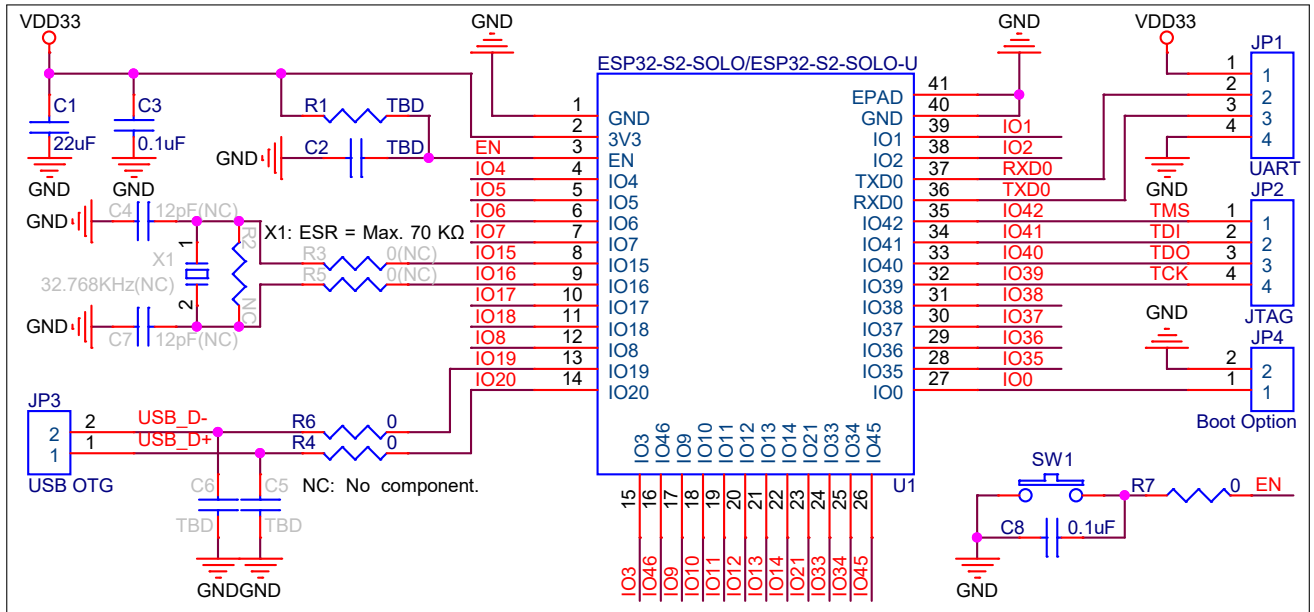 VDD33
GND
GND
VDD33
JP1
ESP32-S2-SOLO/ESP32-S2-SOLO-U
C1
22uF
GND
C3
0.1uF
GND
R1
TBD
GND
C2
TBD
EN
IO4
IO5
IO6
IO7
IO15
IO16
IO17
IO18
IO8
IO19
IO20
1
2
3
4
5
6
7
8
9
10
11
12
13
14
GND
3V3
EN
IO4
IO5
IO6
IO7
IO15
IO16
IO17
IO18
IO8
IO19
IO20
EPAD
GND
IO1
IO2
TXD0
RXD0
IO42
IO41
IO40
IO39
IO38
IO37
IO36
IO35
IO0
41
40
39
38
37
36
35
34
33
32
31
30
29
28
27
IO1
IO2
RXD0
TXD0
IO42
IO41
IO40
IO39
IO38
IO37
IO36
IO35
IO0
1
2
3
4
1
2
3
4
GND
UART
JP2
TMS
TDI
TDO
TCK
1
2
3
4
1
2
3
4
JTAG
GND
JP4
2
1
2
1
Boot Option
GND
C4
12pF(NC)
X1: ESR = Max. 70 KΩ
1
X1
32.768KHz(NC)
2
R2
NC
R3
0(NC)
R5
0(NC)
GND
C7
12pF(NC)
JP3
2
1
2
1
USB_D-
USB_D+
USB OTG
R6
0
R4
0
C6
TBD
C5
TBD
NC: No component.
GND
GND
IO3
IO46
IO9
IO10
IO11
IO12
IO13
IO14
IO21
IO33
IO34
IO45
U1
15
16
17
18
19
20
21
22
23
24
25
26
IO3
IO46
IO9
IO10
IO11
IO12
IO13
IO14
IO21
IO33
IO34
IO45
SW1
R7
0
EN
C8
0.1uF
GND